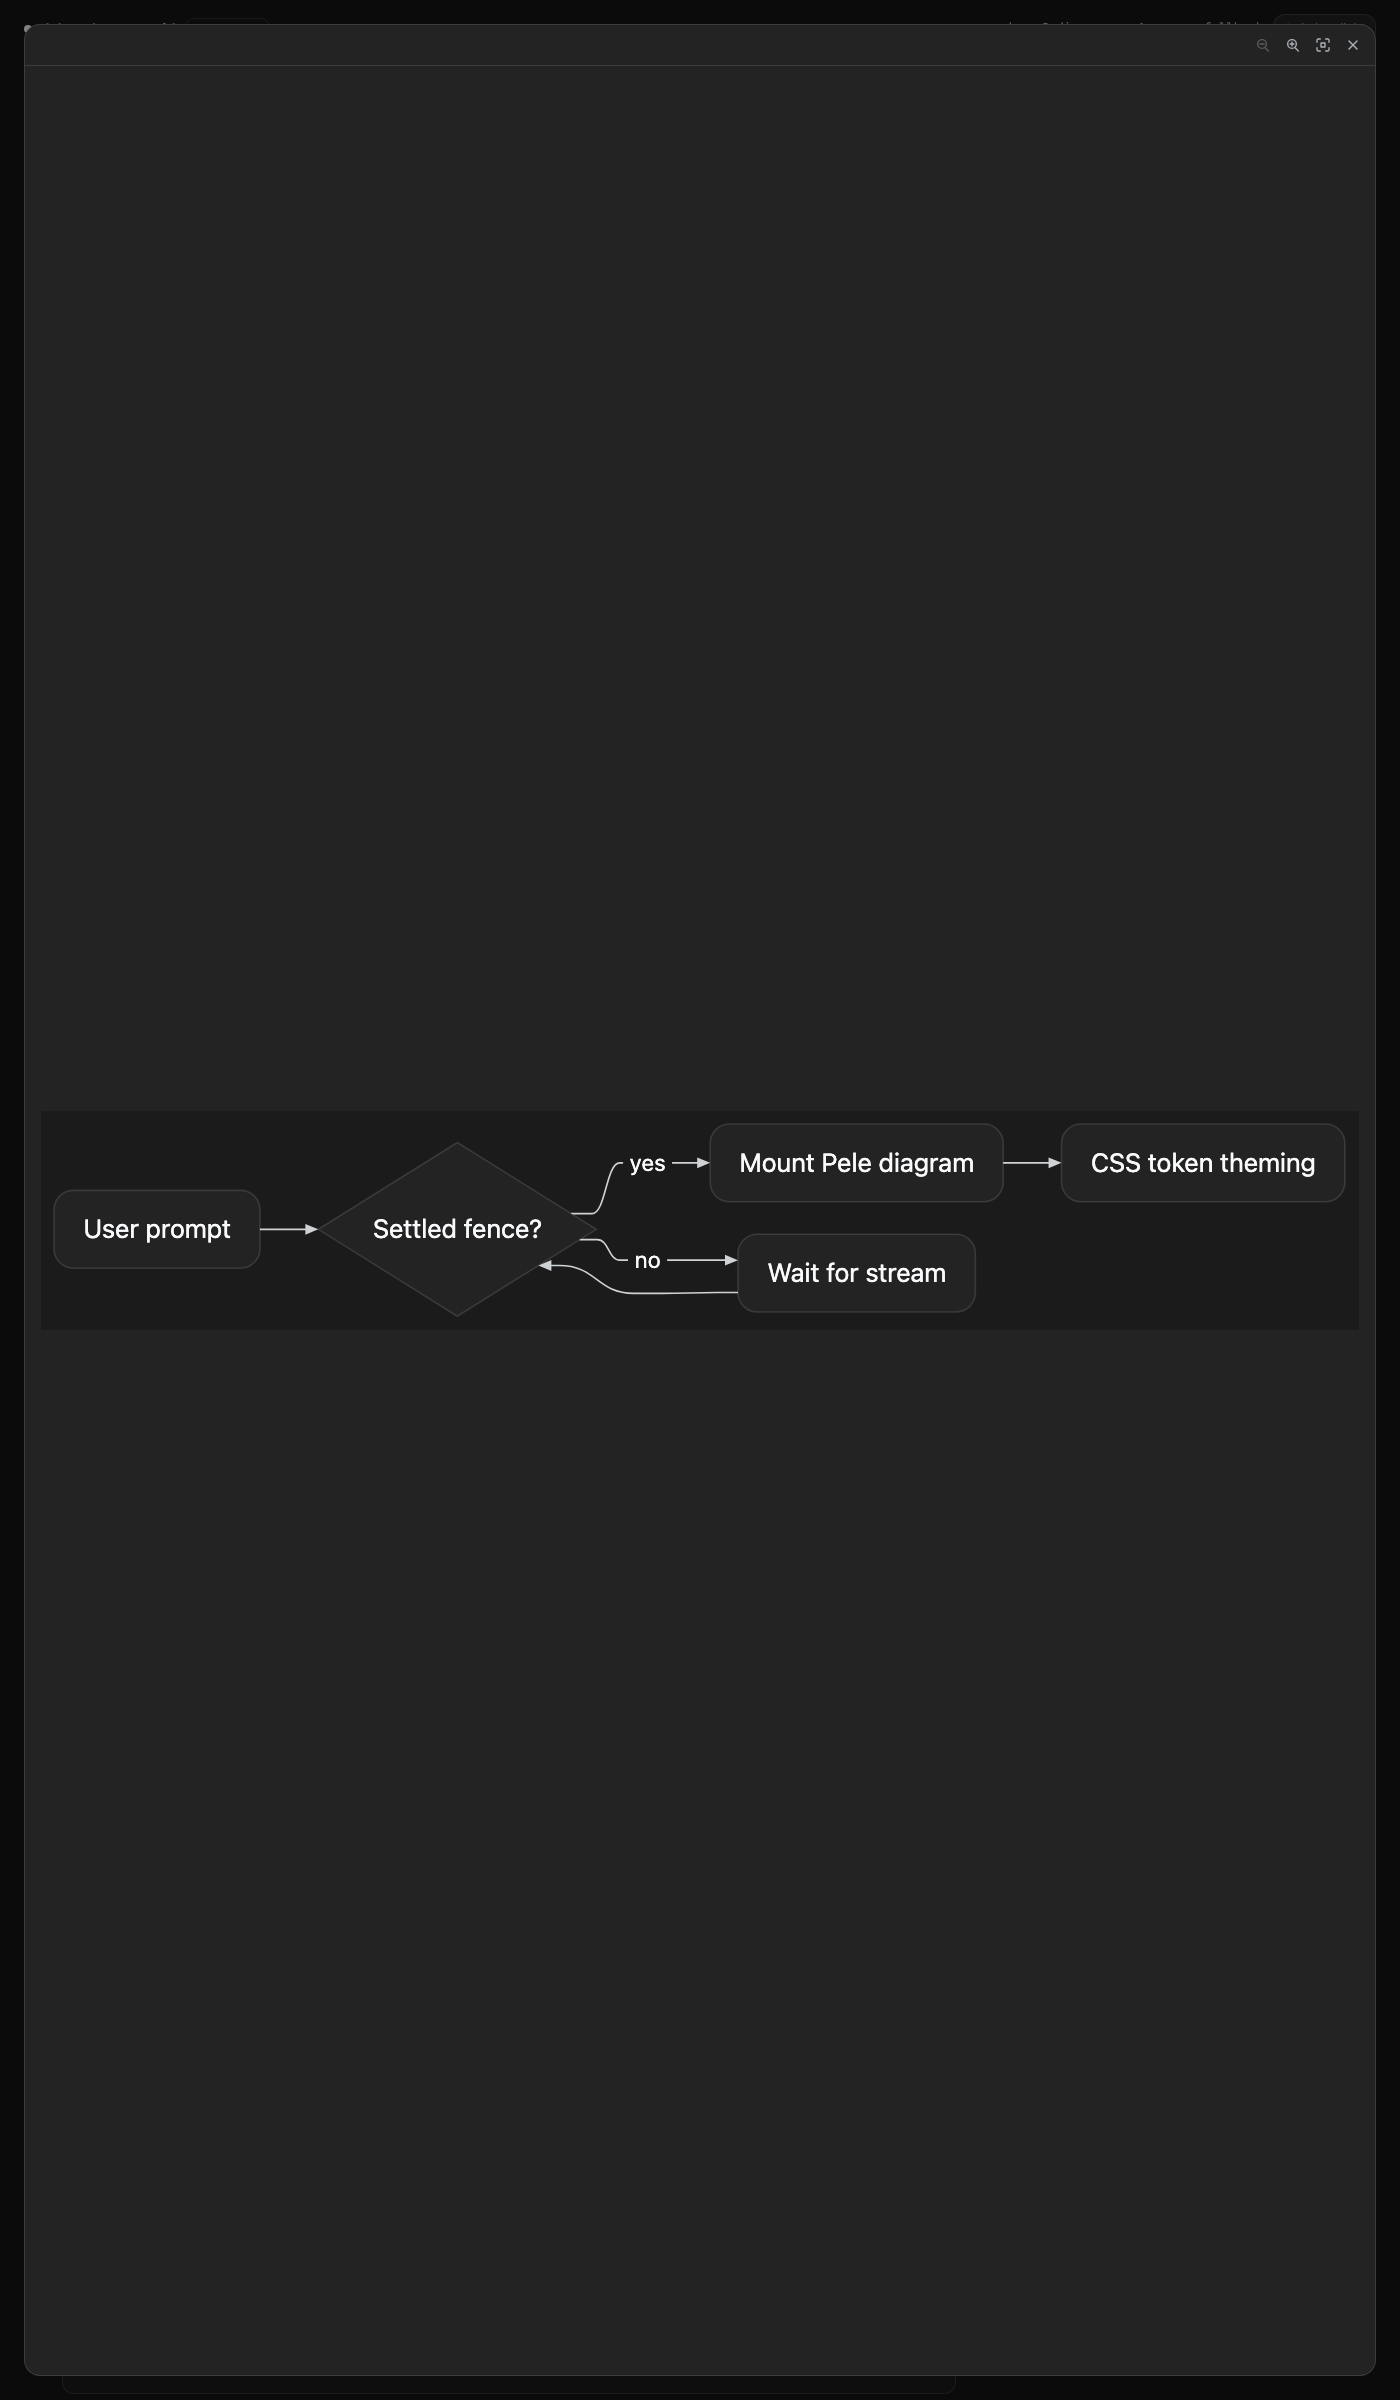 User prompt
Settled fence?
yes
Mount Pele diagram
CSS token theming
no
Wait for stream